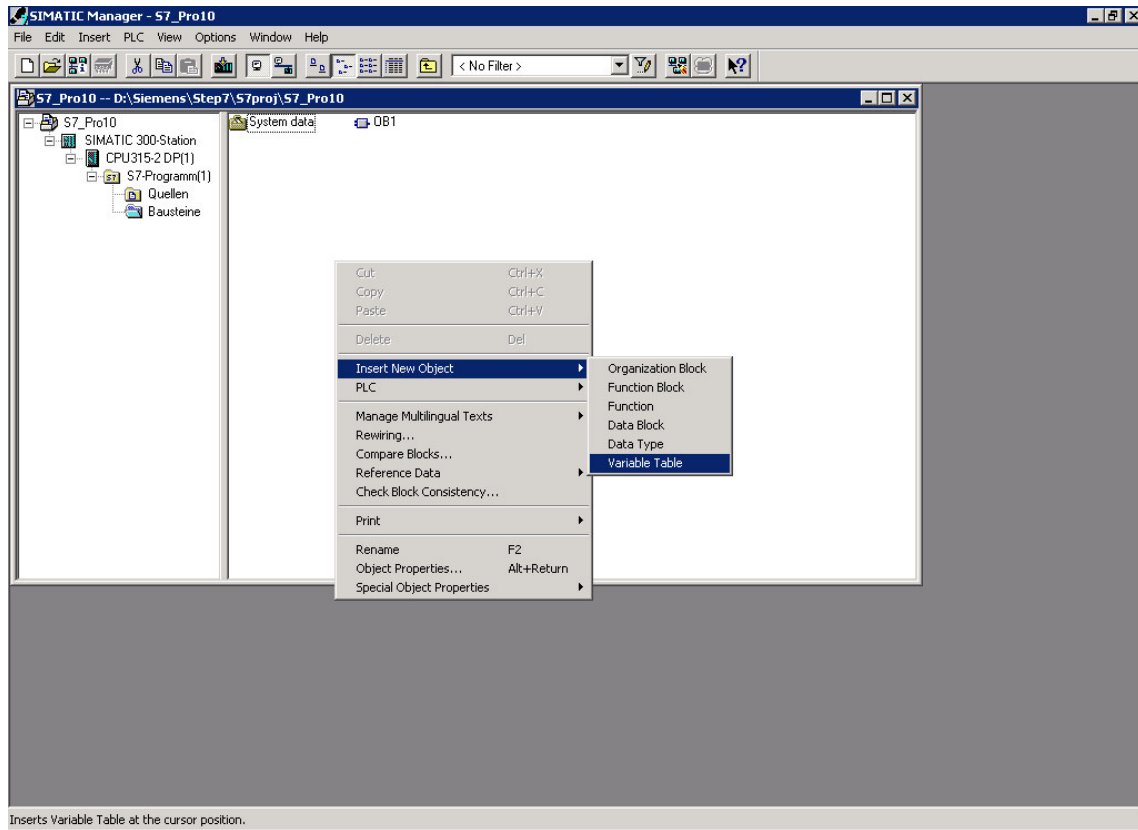 SIMATIC Manager - S7_Pro10
File Edit Insert PLC View Options Window Help
< No Filter >
S7_Pro10 -- D:\Siemens\Step7\S7proj\S7_Pro10
S7_Pro10
SIMATIC 300-Station
CPU315-2 DP(1)
S7-Programm(1)
Quellen
Bausteine
System data
OB1
Cut Ctrl+X
Copy Ctrl+C
Paste Ctrl+V
Delete Del
Insert New Object
PLC
Manage Multilingual Texts
Rewiring...
Compare Blocks...
Reference Data
Check Block Consistency...
Print
Rename F2
Object Properties... Alt+Return
Special Object Properties
Organization Block
Function Block
Function
Data Block
Data Type
Variable Table
Inserts Variable Table at the cursor position.